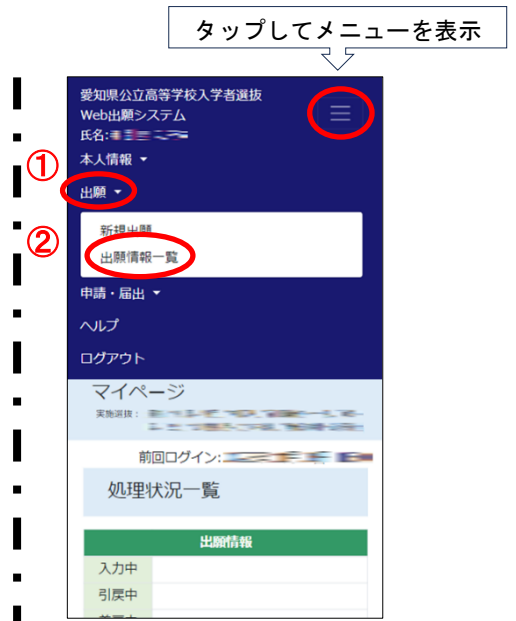 タップしてメニューを表示
愛知県公立高等学校入学者選抜
Web出願システム
氏名:
本人情報
①
出願
新規出願
②
出願情報一覧
申請・届出
ヘルプ
ログアウト
マイページ
実施選抜:
前回ログイン:
処理状況一覧
出願情報
入力中
引戻中